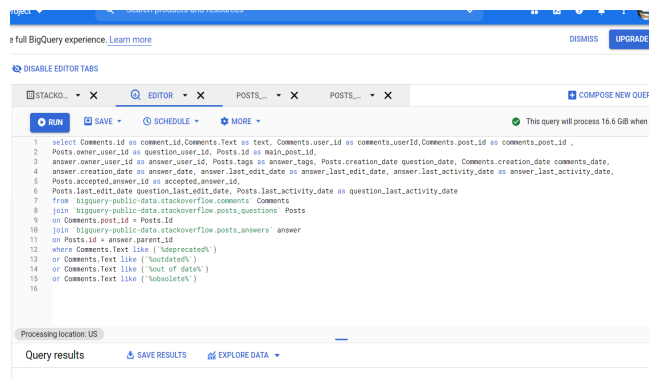 roject
Search products and resources
e full BigQuery experience. Learn more
DISMISS
UPGRADE
DISABLE EDITOR TABS
STACKO...
EDITOR
POSTS_...
POSTS_...
COMPOSE NEW QUER
RUN
SAVE
SCHEDULE
MORE
This query will process 16.6 GiB when
1 select Comments.id as comment_id,Comments.Text as text, Comments.user_id as comments_userId,Comments.post_id as comments_post_id ,
2 Posts.owner_user_id as question_user_id, Posts.id as main_post_id,
3 answer.owner_user_id as answer_user_id, Posts.tags as answer_tags, Posts.creation_date question_date, Comments.creation_date comments_date,
4 answer.creation_date as answer_date, answer.last_edit_date as answer_last_edit_date, answer.last_activity_date as answer_last_activity_date,
5 Posts.accepted_answer_id as accepted_answer_id,
6 Posts.last_edit_date question_last_edit_date, Posts.last_activity_date as question_last_activity_date
7 from `bigquery-public-data.stackoverflow.comments` Comments
8 join `bigquery-public-data.stackoverflow.posts_questions` Posts
9 on Comments.post_id = Posts.Id
10 join `bigquery-public-data.stackoverflow.posts_answers` answer
11 on Posts.id = answer.parent_id
12 where Comments.Text like ('%deprecated%')
13 or Comments.Text like ('%outdated%')
14 or Comments.Text like ('%out of date%')
15 or Comments.Text like ('%obsolete%')
16
Processing location: US
Query results
SAVE RESULTS
EXPLORE DATA